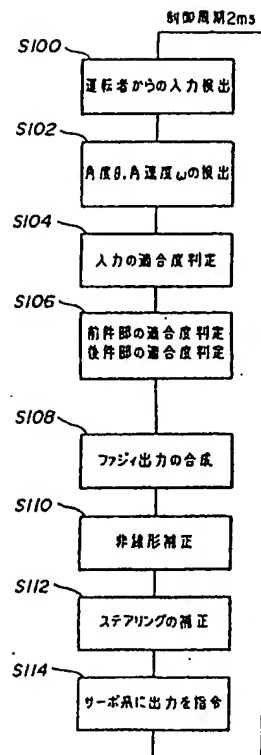 制御周期2ms
S100
運転者からの入力検出
S102
角度θ,角速度ωの検出
S104
入力の適合度判定
S106
前件部の適合度判定
後件部の適合度判定
S108
ファジィ出力の合成
S110
非線形補正
S112
ステアリングの補正
S114
サーボ系に出力を指令